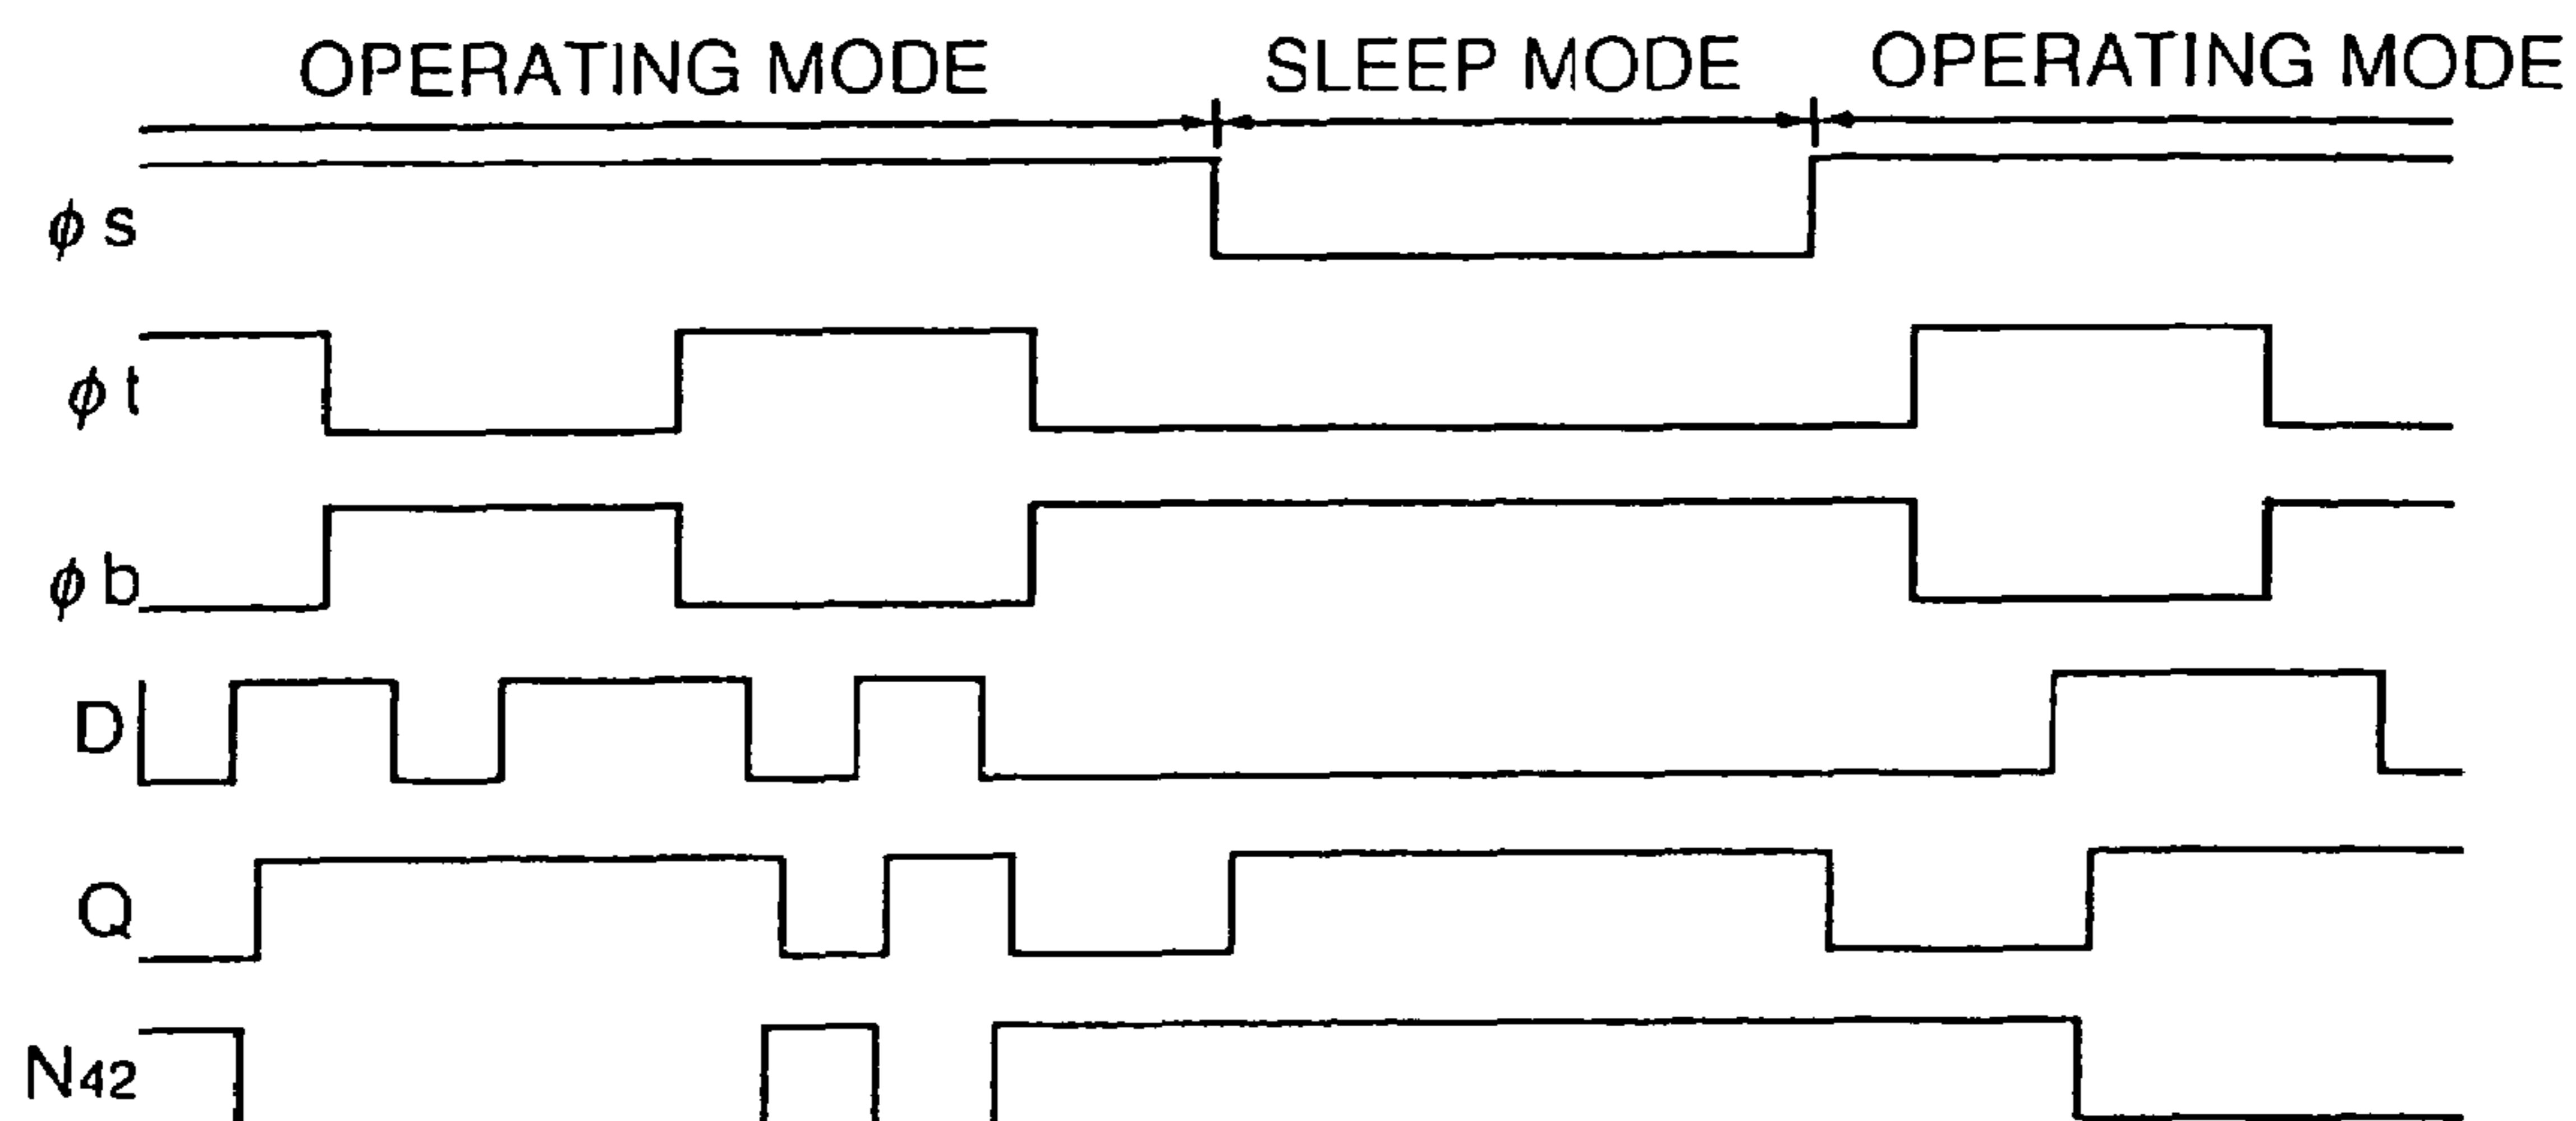 OPERATING MODE SLEEP MODE OPERATING MODE
ϕs
ϕt
ϕb
D
Q
N42